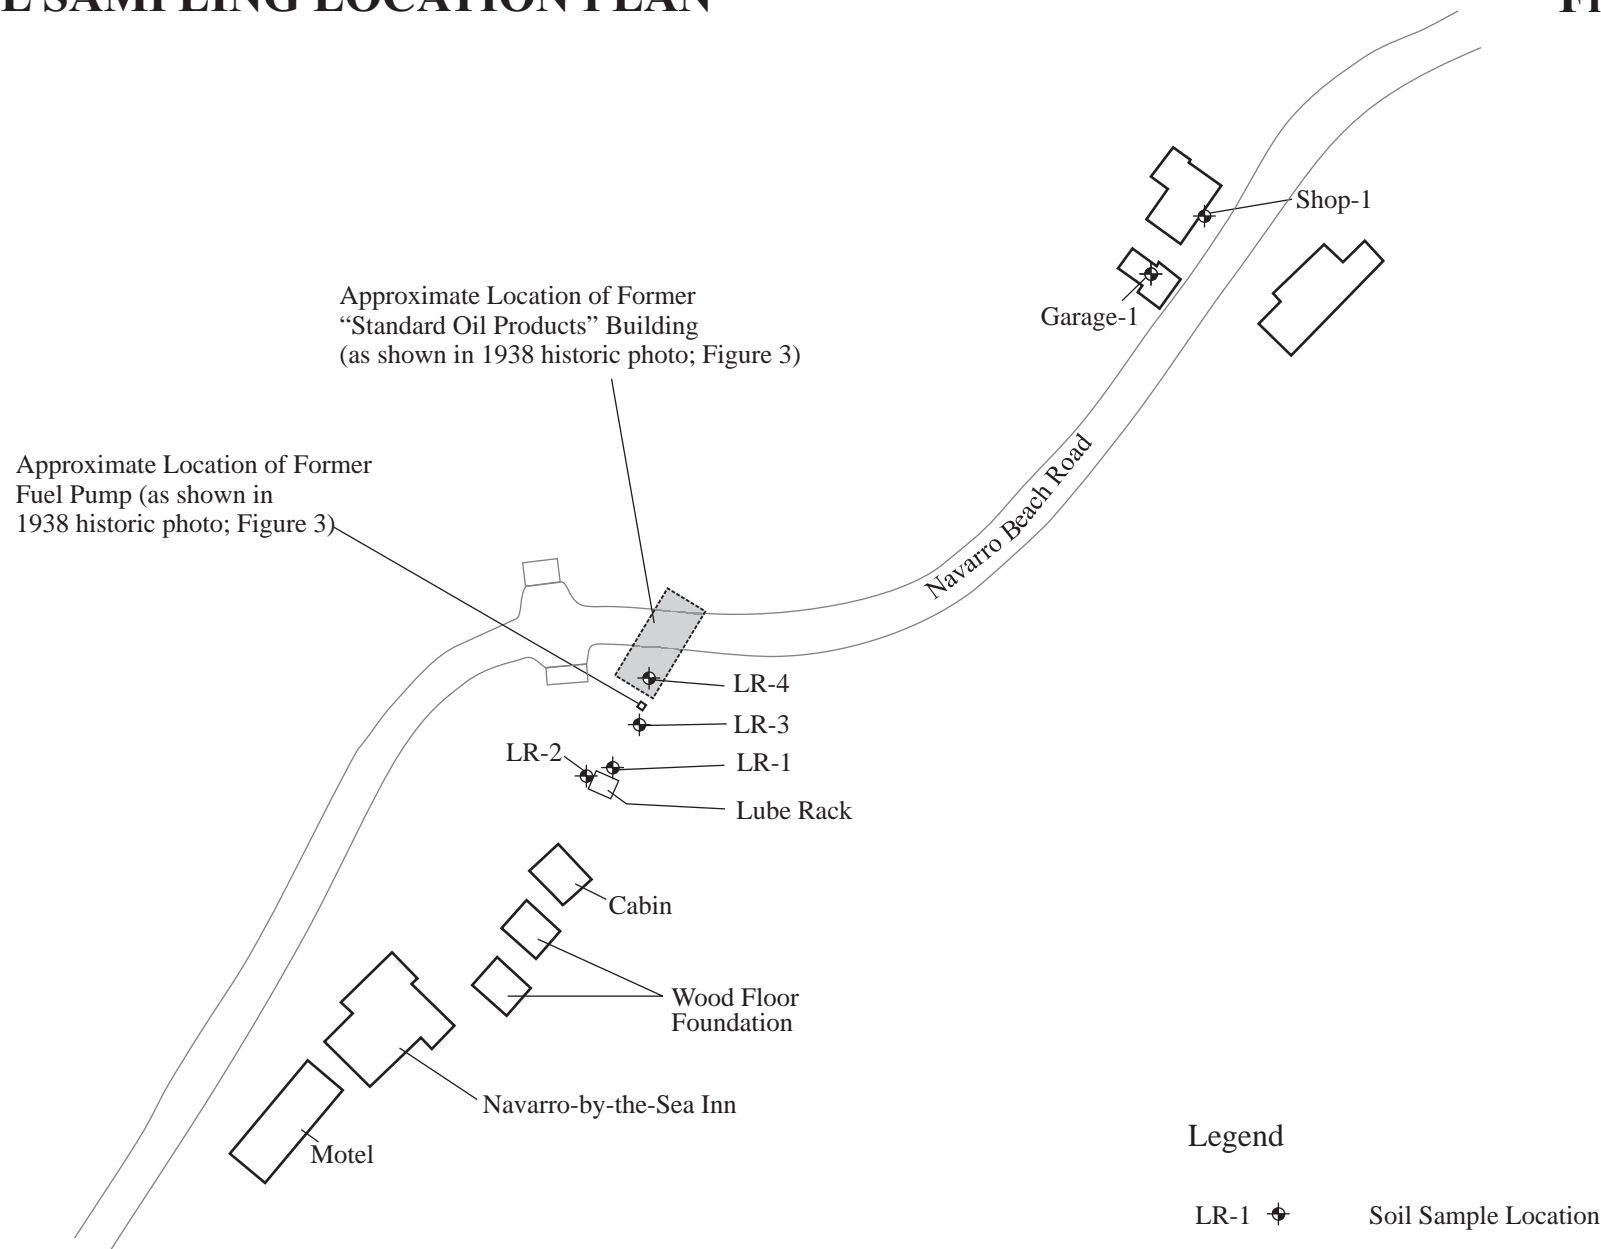 SAMPLING LOCATION PLAN
Shop-1
Garage-1
Approximate Location of Former
“Standard Oil Products” Building
(as shown in 1938 historic photo; Figure 3)
Approximate Location of Former
Fuel Pump (as shown in
1938 historic photo; Figure 3)
Navarro Beach Road
LR-4
LR-3
LR-2
LR-1
Lube Rack
Cabin
Wood Floor
Foundation
Navarro-by-the-Sea Inn
Motel
Legend
LR-1
Soil Sample Location